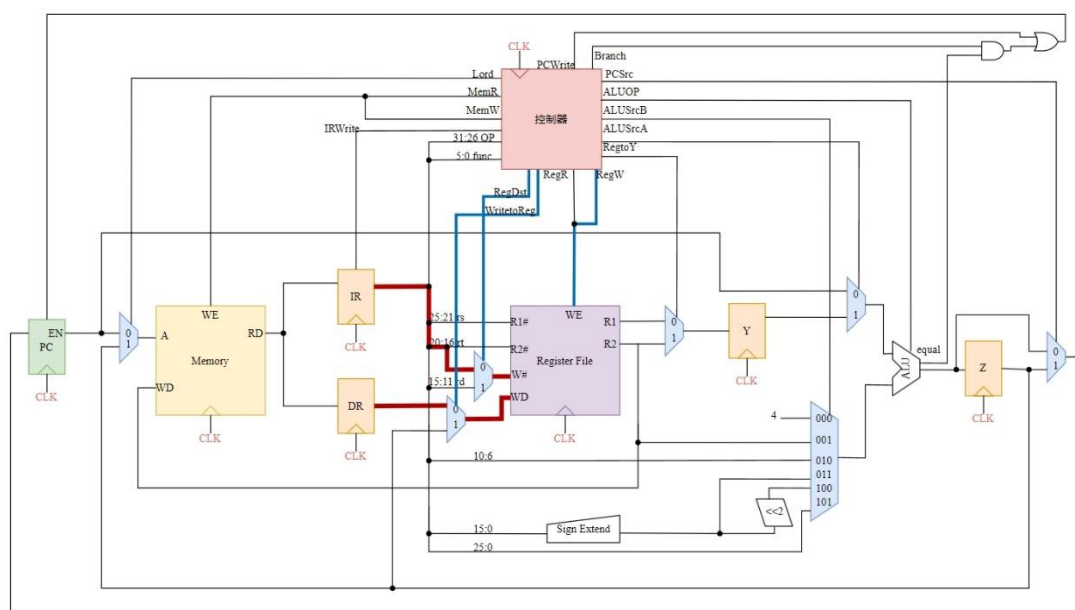 CLK
PCWrite
Branch
Lord
PCSrc
MemR
ALUOP
MemW
控制器
ALUSrcB
IRWrite
ALUSrcA
31:26 OP
RegtoY
5:0 func
RegR
RegW
RegDst
WritetoReg
EN
PC
CLK
0
1
A
WE
RD
Memory
WD
CLK
IR
CLK
DR
CLK
25:21 rs
20:16 rt
15:11 rd
0
1
0
1
R1#
R2#
W#
WD
WE
Register File
R1
R2
CLK
0
1
Y
CLK
0
1
ALU
equal
Z
CLK
0
1
4
000
001
010
011
100
101
10:6
<<2
15:0
Sign Extend
25:0